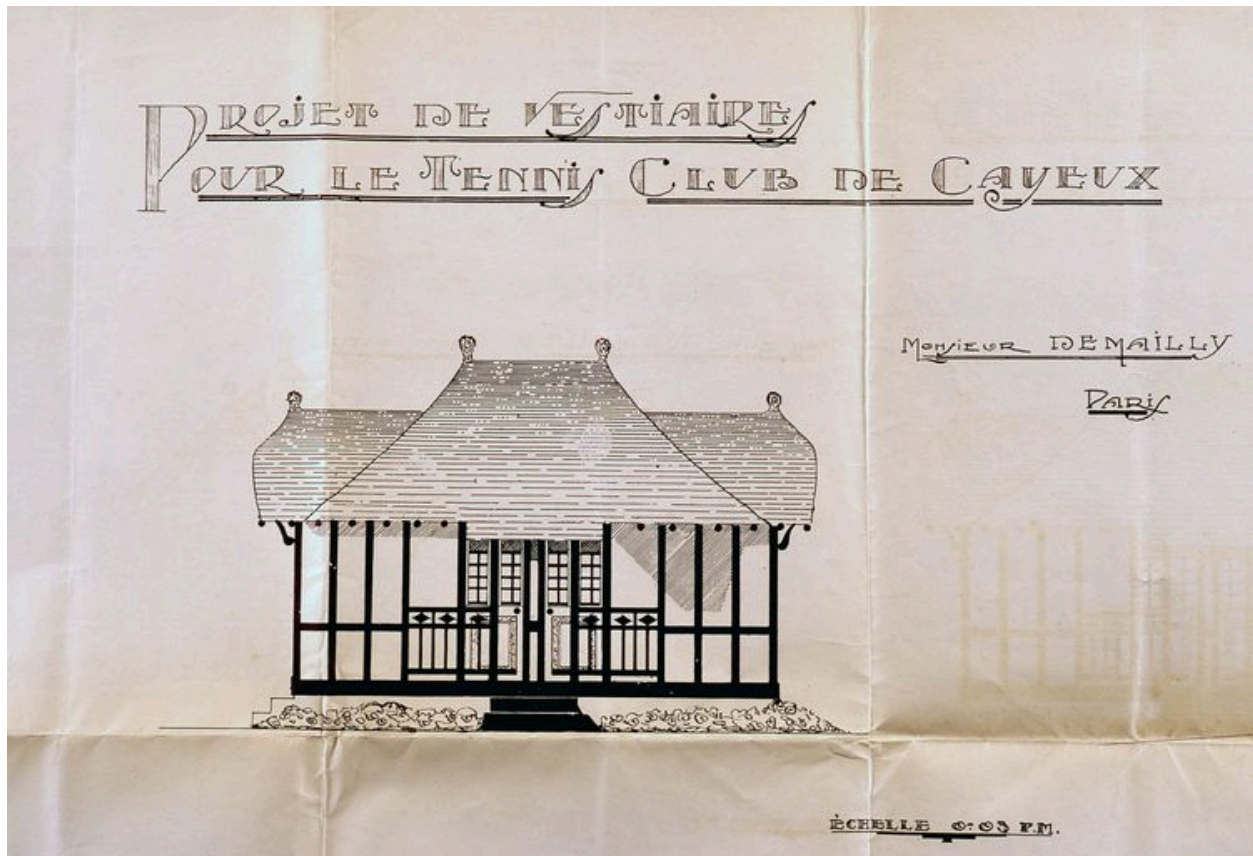 PROJET DE VESTIAIRES
POUR LE TENNIS CLUB DE CAYEUX
MONSIEUR DEMAILLY
PARIS
ÉCHELLE 0.03 P.M.